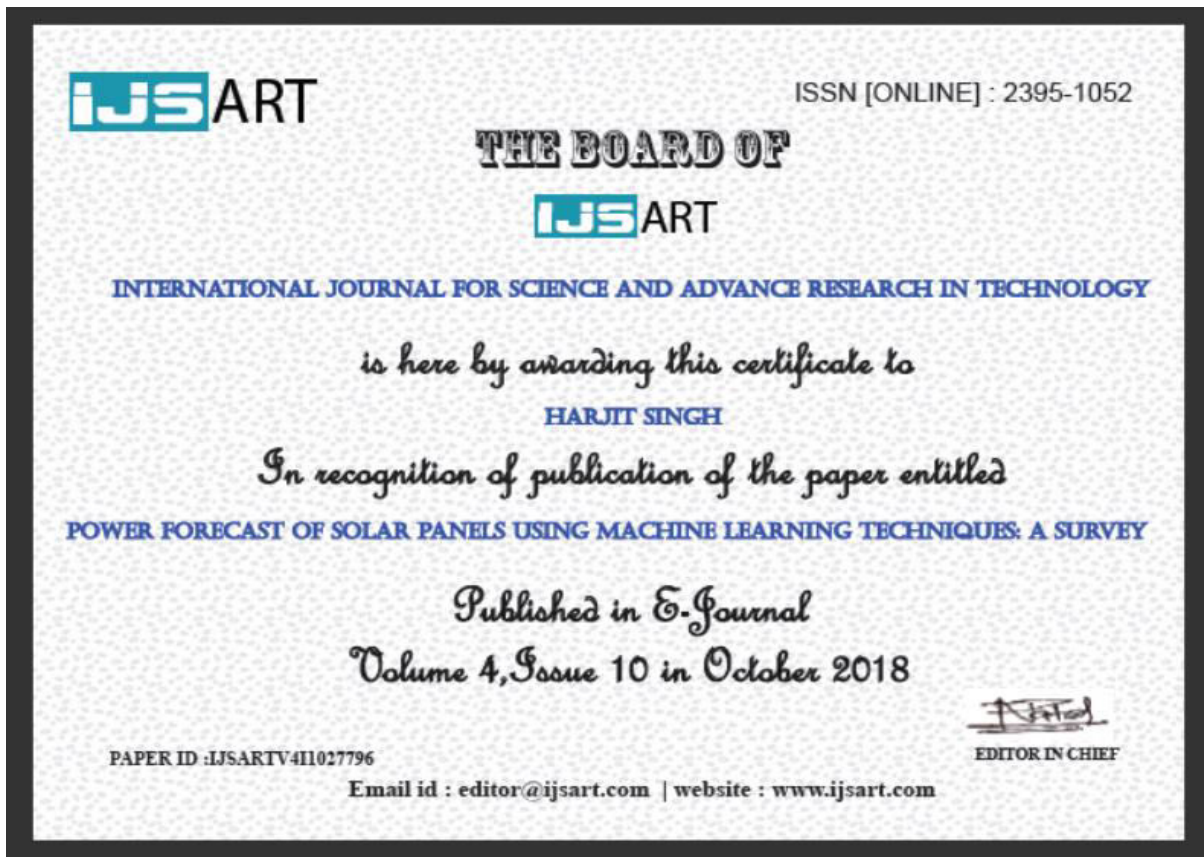 IJSART
ISSN [ONLINE] : 2395-1052
THE BOARD OF
IJSART
INTERNATIONAL JOURNAL FOR SCIENCE AND ADVANCE RESEARCH IN TECHNOLOGY
is here by awarding this certificate to
HARJIT SINGH
In recognition of publication of the paper entitled
POWER FORECAST OF SOLAR PANELS USING MACHINE LEARNING TECHNIQUES: A SURVEY
Published in E-Journal
Volume 4,Issue 10 in October 2018
PAPER ID :IJSARTV4I1027796
EDITOR IN CHIEF
Email id : editor@ijsart.com | website : www.ijsart.com